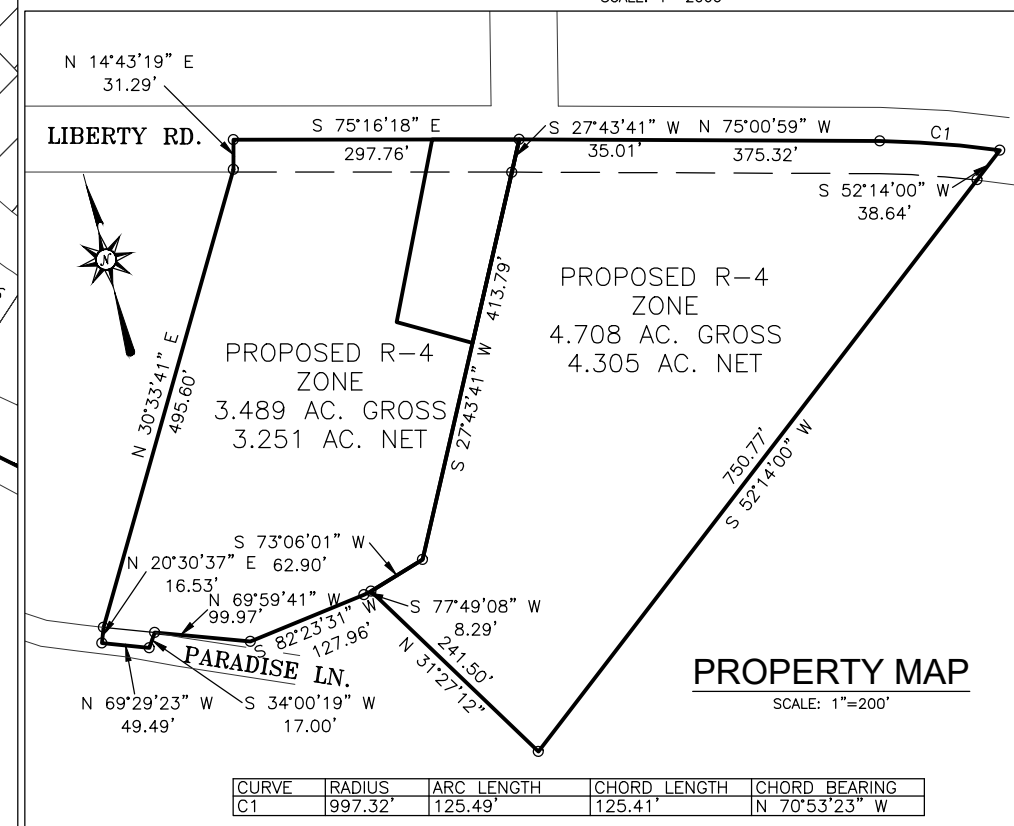 N 14°43'19" E
31.29'
LIBERTY RD.
S 75°16'18" E
297.76'
S 27°43'41" W
35.01'
N 75°00'59" W
375.32'
C1
S 52°14'00" W
38.64'
N
413.79'
S 27°43'41" W
PROPOSED R-4
ZONE
4.708 AC. GROSS
4.305 AC. NET
PROPOSED R-4
ZONE
3.489 AC. GROSS
3.251 AC. NET
N 30°33'41" E
495.60'
750.77'
S 52°14'00" W
S 73°06'01" W
62.90'
N 20°30'37" E
16.53'
N 69°59'41" W
99.97'
S 82°23'31" W
127.96'
S 77°49'08" W
8.29'
241.50'
N 31°27'12"
PARADISE LN.
N 69°29'23" W
49.49'
S 34°00'19" W
17.00'
PROPERTY MAP
SCALE: 1"=200'
CURVE RADIUS ARC LENGTH CHORD LENGTH CHORD BEARING
C1 997.32' 125.49' 125.41' N 70°53'23" W